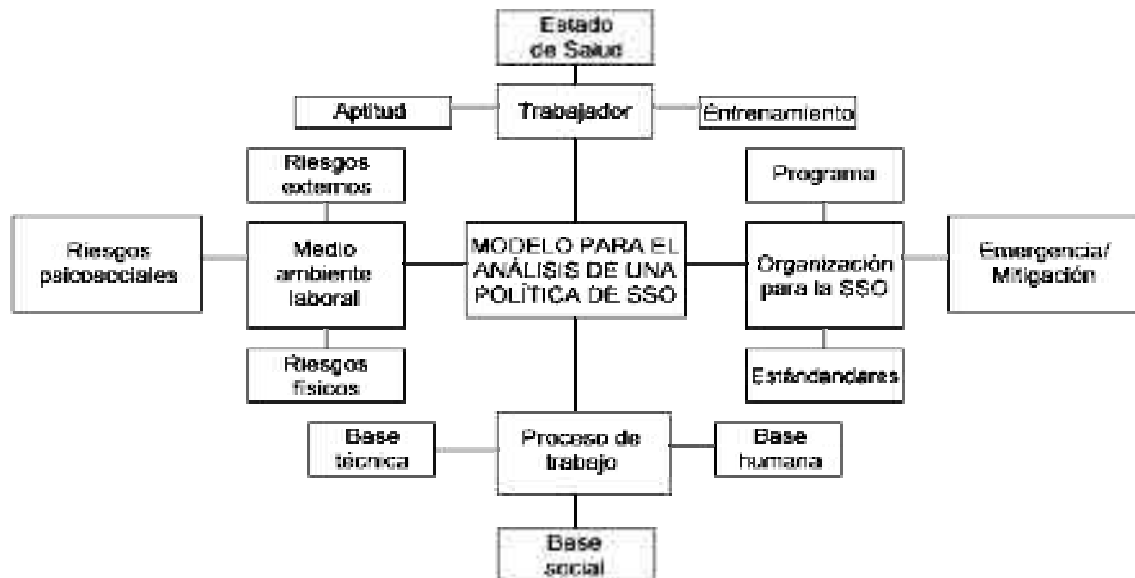 Estado
de Salud
Aptitud
Trabajador
Entrenamiento
Riesgos
externos
Programa
Riesgos
psicosociales
Medio
ambiente
laboral
MODELO PARA EL
ANÁLISIS DE UNA
POLÍTICA DE SSO
Organización
para la SSO
Emergencia/
Mitigación
Riesgos
físicos
Estándenderes
Base
técnica
Proceso de
trabajo
Base
humana
Base
social